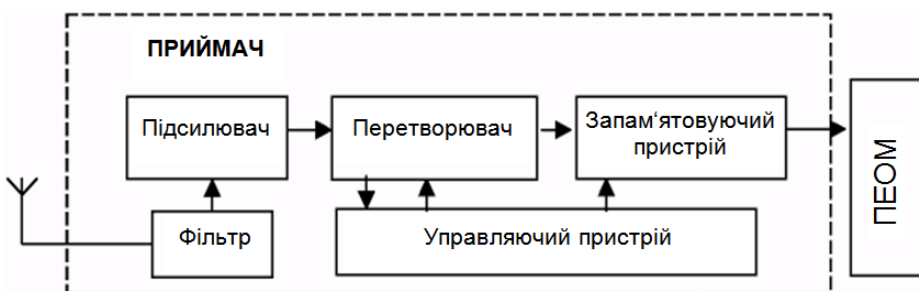 ПРИЙМАЧ
Підсилювач
Перетворювач
Запам‘ятовуючий
пристрій
ПЕОМ
Фільтр
Управляючий пристрій